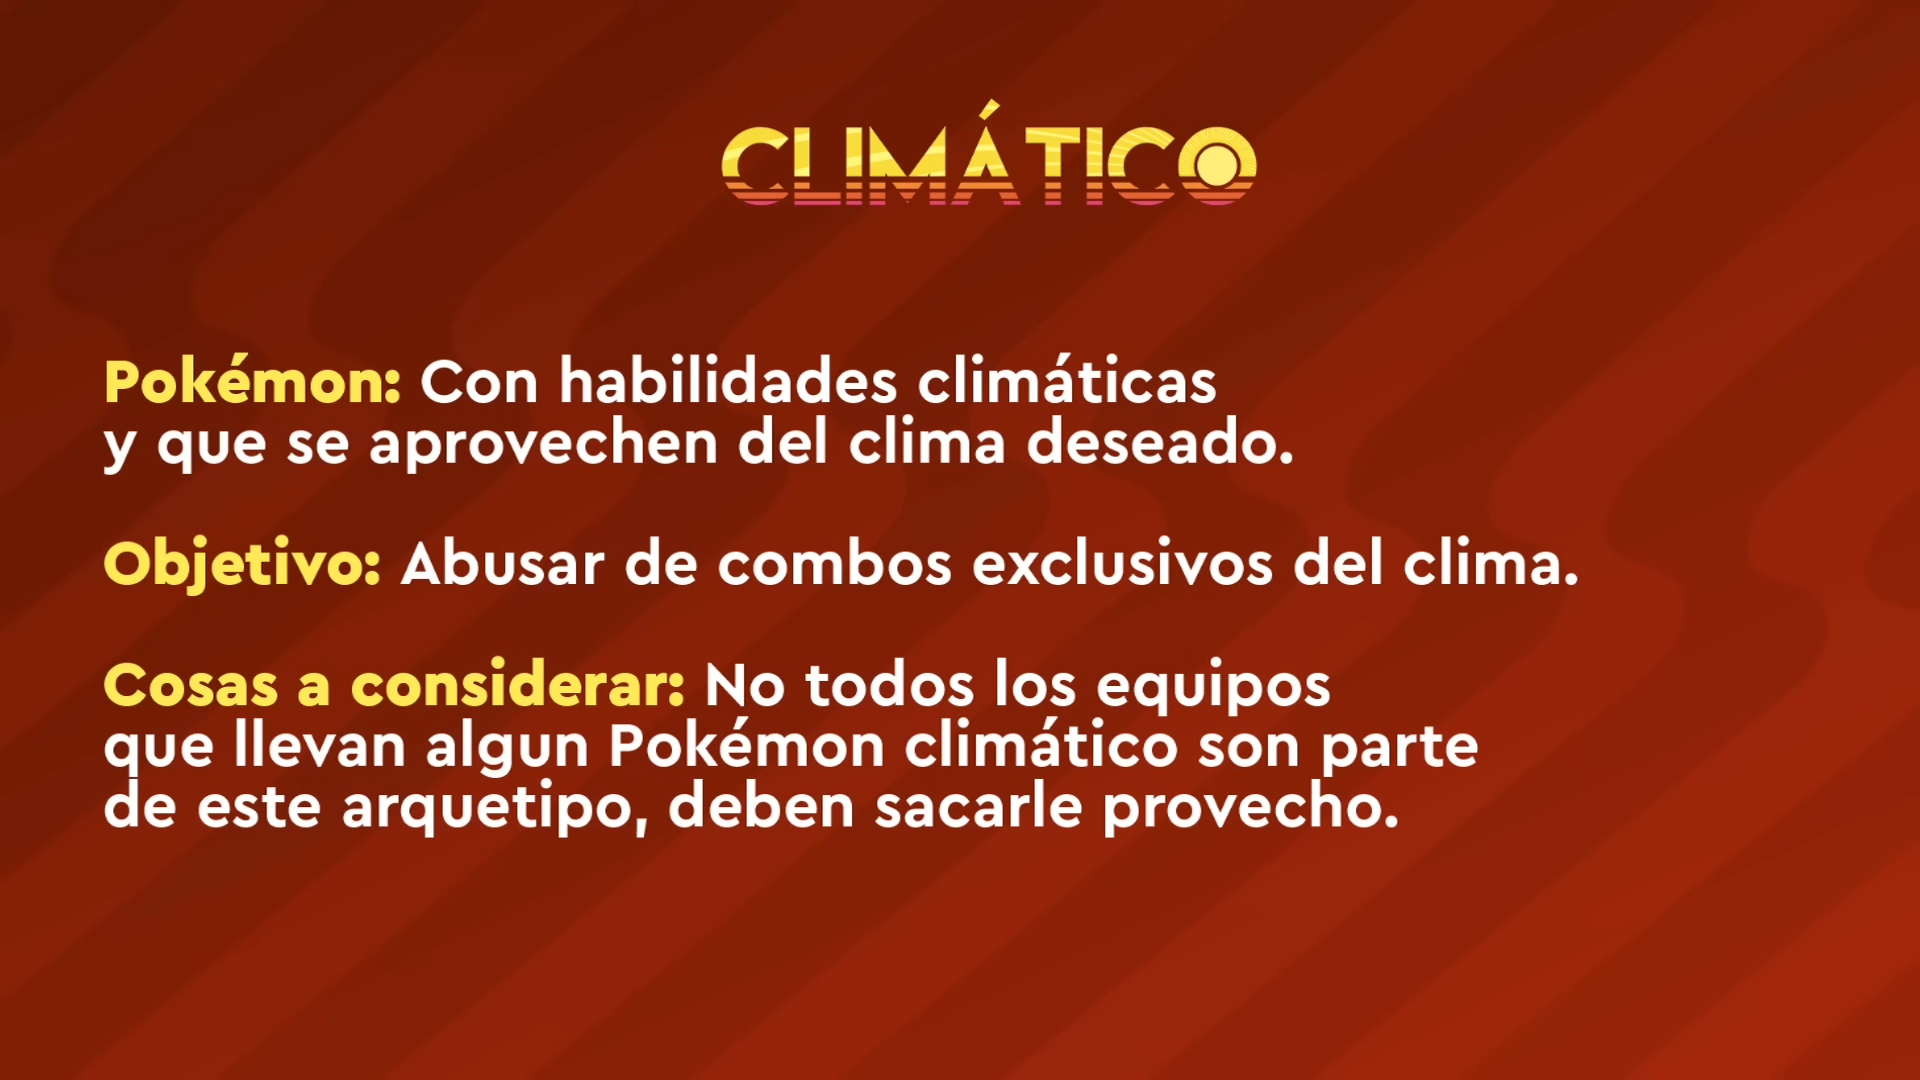 CLIMÁTICO
Pokémon: Con habilidades climáticas
y que se aprovechen del clima deseado.
Objetivo: Abusar de combos exclusivos del clima.
Cosas a considerar: No todos los equipos
que llevan algun Pokémon climático son parte
de este arquetipo, deben sacarle provecho.